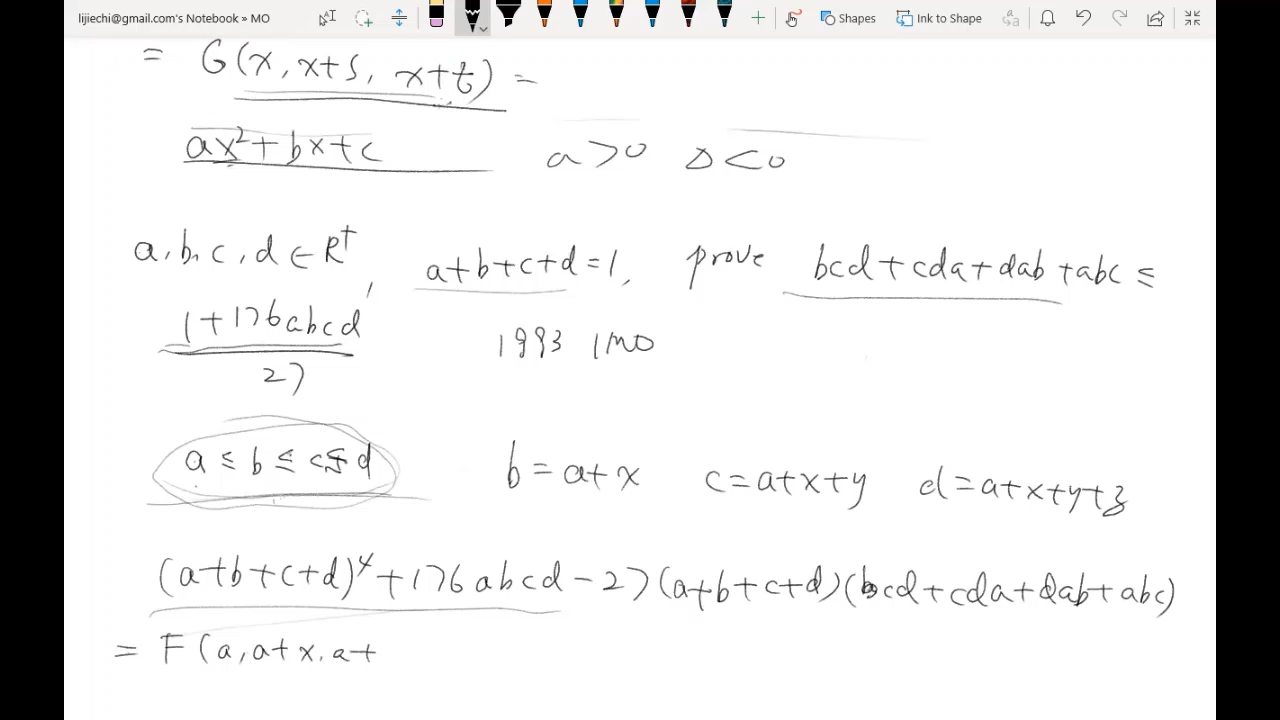 lijiechi@gmail.com's Notebook » MO
Shapes
Ink to Shape
= G(x, x+s, x+t) =
ax²+bx+c a>0 Δ<0
a, b, c, d ∈ R⁺, a+b+c+d=1, prove bcd+cda+dab+abc ≤
1+176abcd
27
1993 IMO
a ≤ b ≤ c ≤ d b=a+x c=a+x+y d=a+x+y+z
(a+b+c+d)⁴+176abcd-27(a+b+c+d)(bcd+cda+dab+abc)
= F(a, a+x, a+